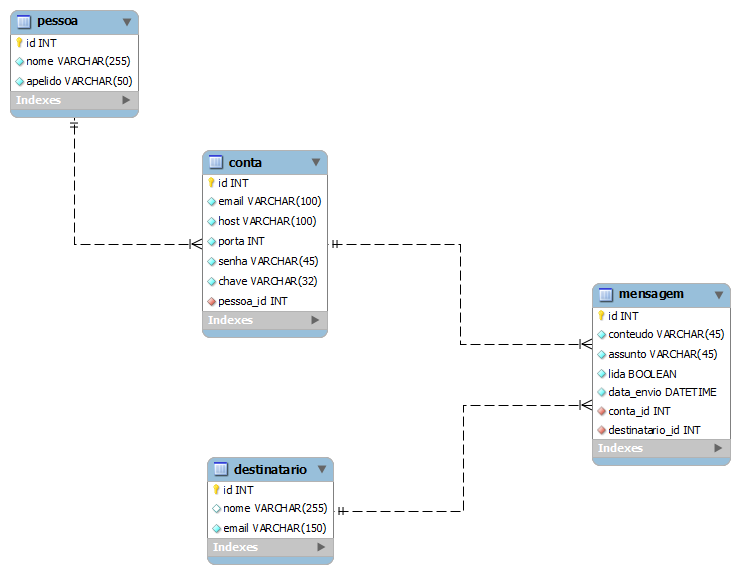 pessoa
id INT
nome VARCHAR(255)
apelido VARCHAR(50)
Indexes
conta
id INT
email VARCHAR(100)
host VARCHAR(100)
porta INT
senha VARCHAR(45)
chave VARCHAR(32)
pessoa_id INT
Indexes
mensagem
id INT
conteudo VARCHAR(45)
assunto VARCHAR(45)
lida BOOLEAN
data_envio DATETIME
conta_id INT
destinatario_id INT
Indexes
destinatario
id INT
nome VARCHAR(255)
email VARCHAR(150)
Indexes